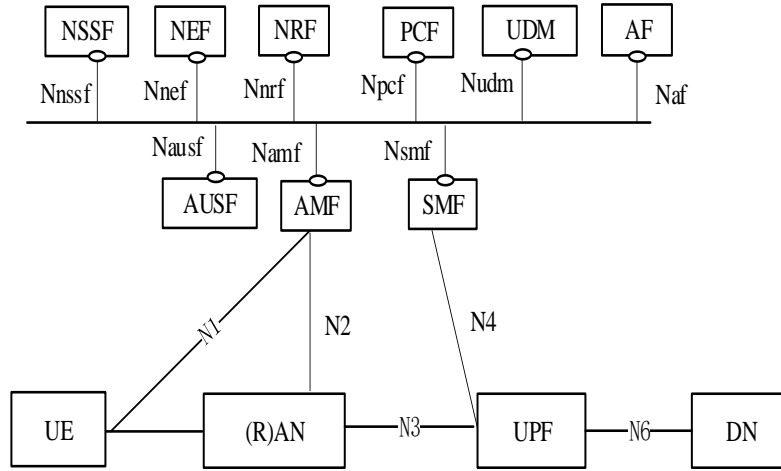 NSSF NEF NRF PCF UDM AF
Nnssf Nnef Nnrf Npcf Nudm Naf
Nausf Namf Nsmf
AUSF AMF SMF
N1 N2 N4
UE (R)AN N3 UPF N6 DN